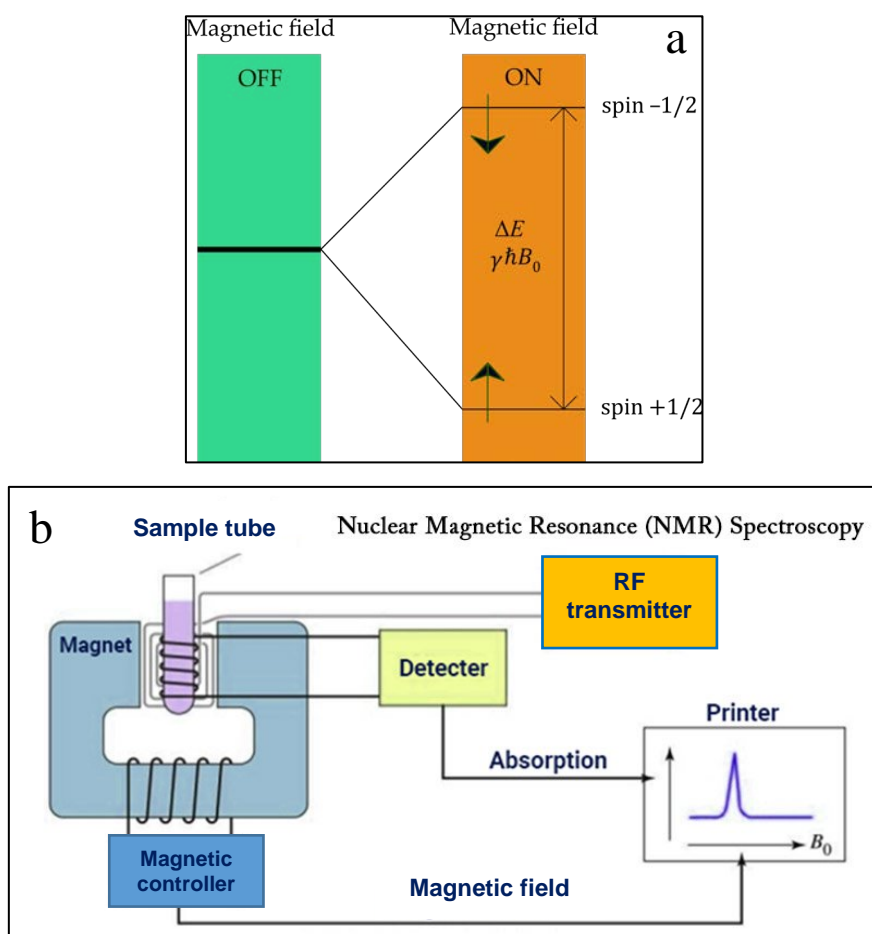 Magnetic field
Magnetic field
a
OFF
ON
spin –1/2
ΔE
γℏB₀
spin +1/2
b
Sample tube
Nuclear Magnetic Resonance (NMR) Spectroscopy
RF
transmitter
Magnet
Detecter
Printer
Absorption
B₀
Magnetic
controller
Magnetic field